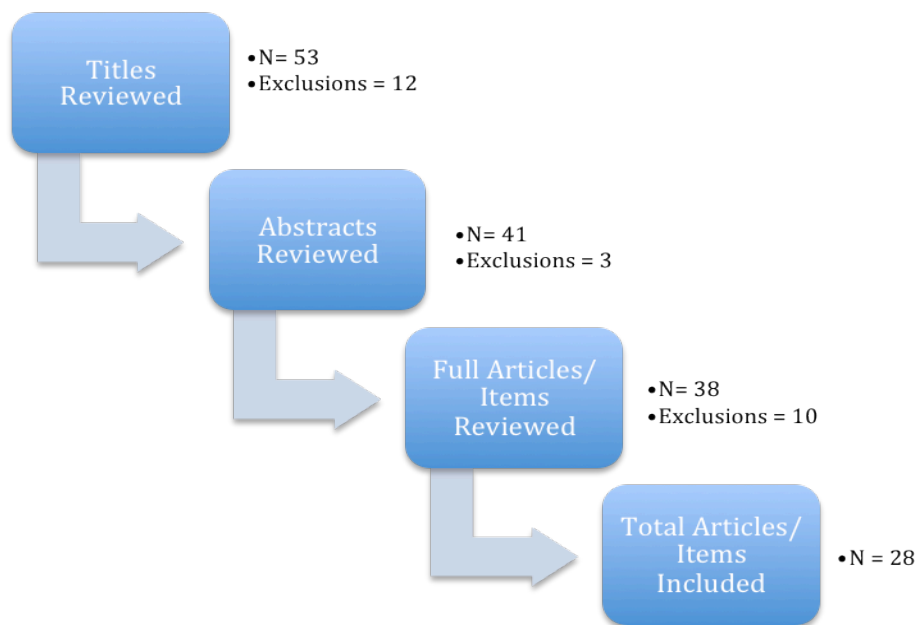 Titles
Reviewed
•N= 53
•Exclusions = 12
Abstracts
Reviewed
•N= 41
•Exclusions = 3
Full Articles/
Items
Reviewed
•N= 38
•Exclusions = 10
Total Articles/
Items
Included
•N = 28